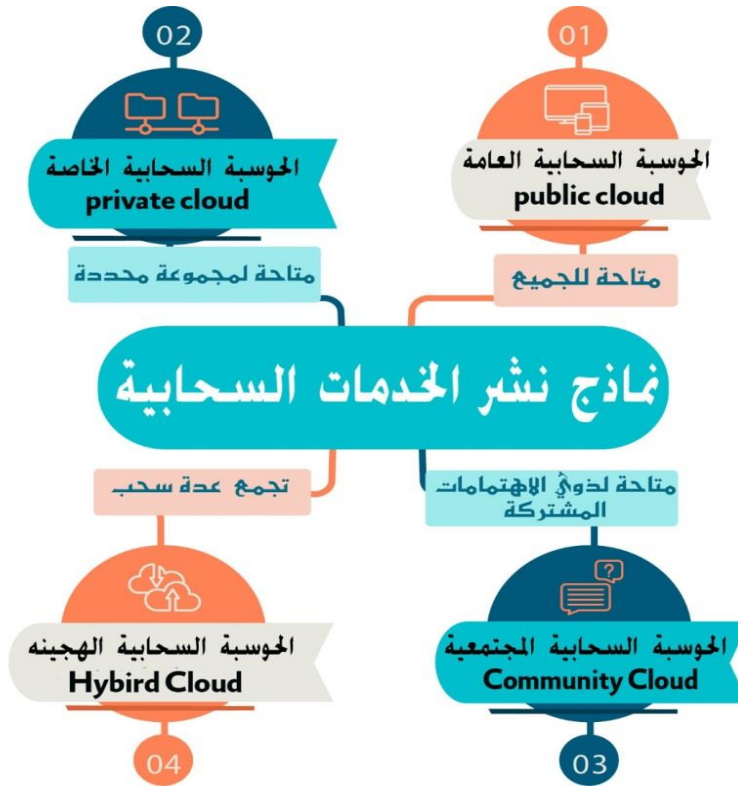 01
الحوسبة السحابية العامة
public cloud
متاحة للجميع
02
الحوسبة السحابية الخاصة
private cloud
متاحة لمجموعة محددة
نماذج نشر الخدمات السحابية
متاحة لذوي الاهتمامات
المشتركة
?
الحوسبة السحابية المجتمعية
Community Cloud
03
تجمع عدة سحب
الحوسبة السحابية الهجينه
Hybird Cloud
04